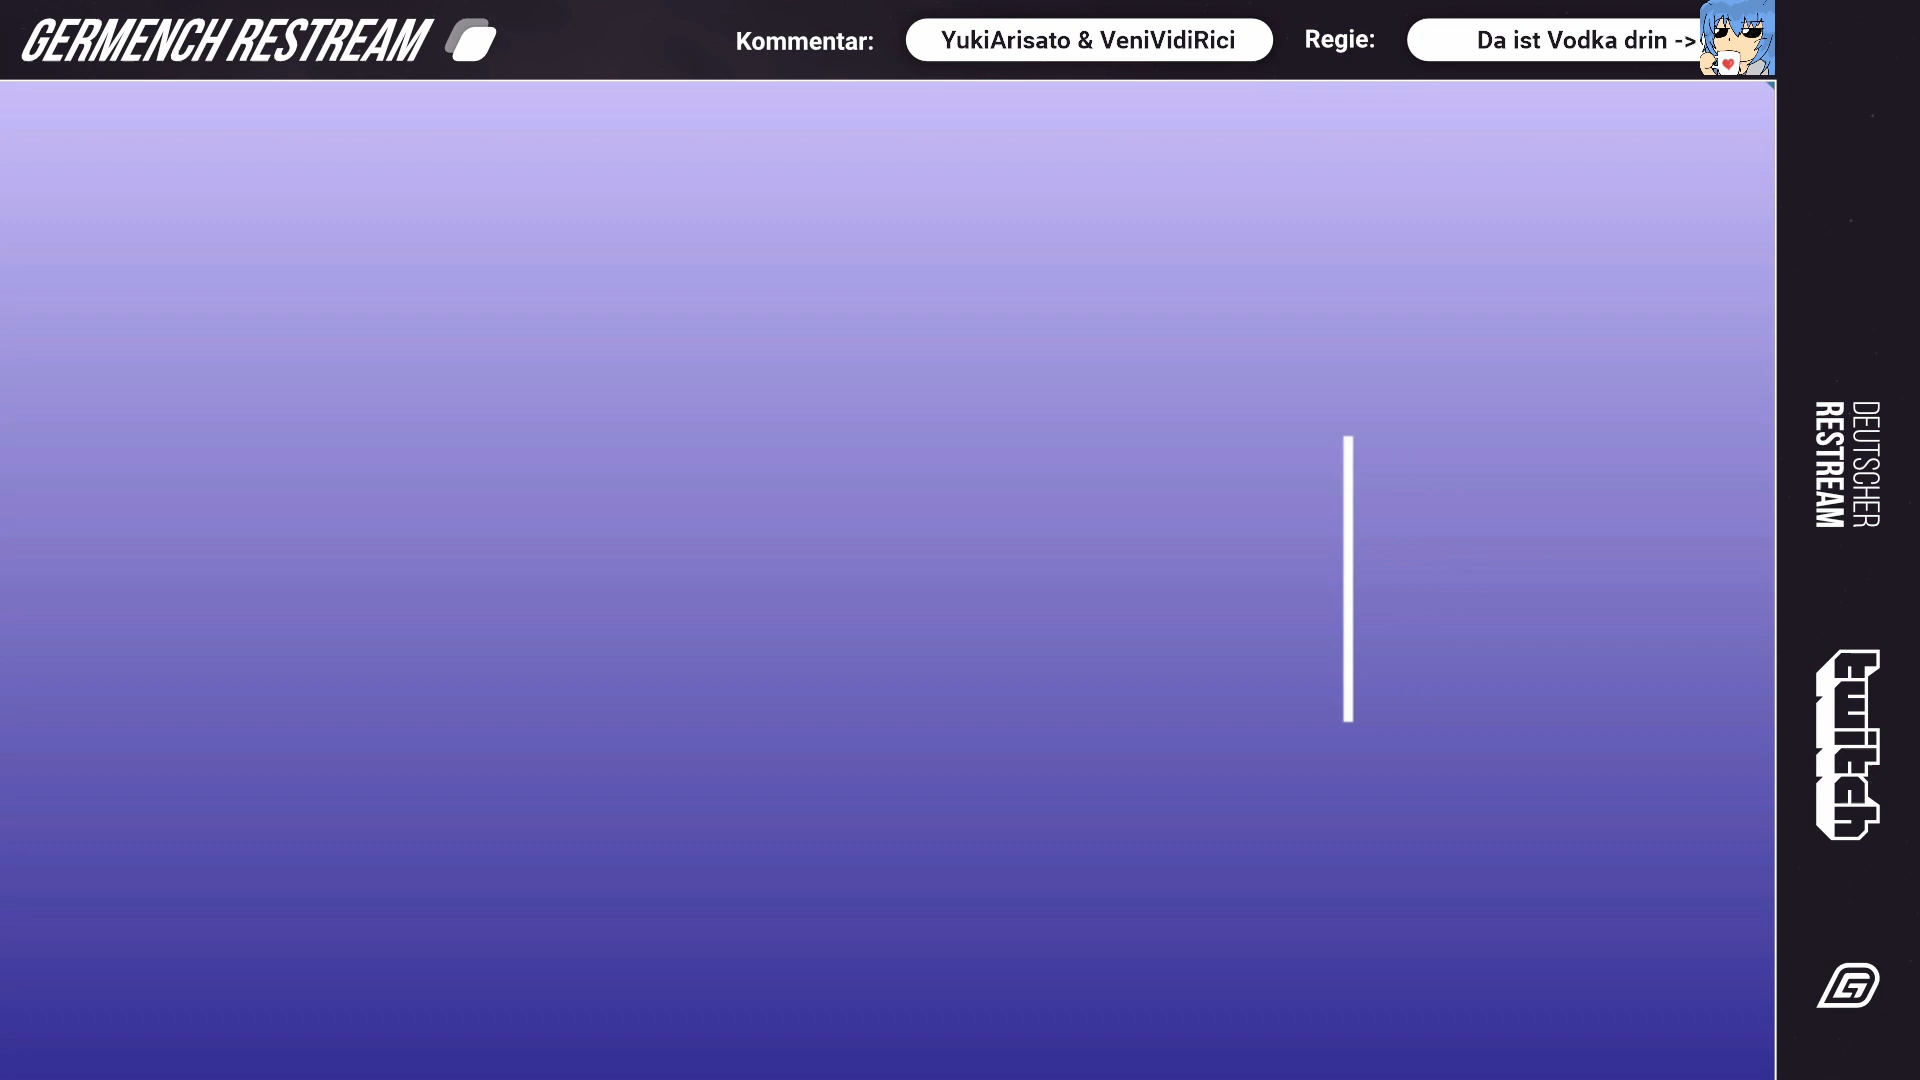 GERMENCH RESTREAM
Kommentar:
YukiArisato & VeniVidiRici
Regie:
Da ist Vodka drin ->
DEUTSCHER
RESTREAM
twitch
G